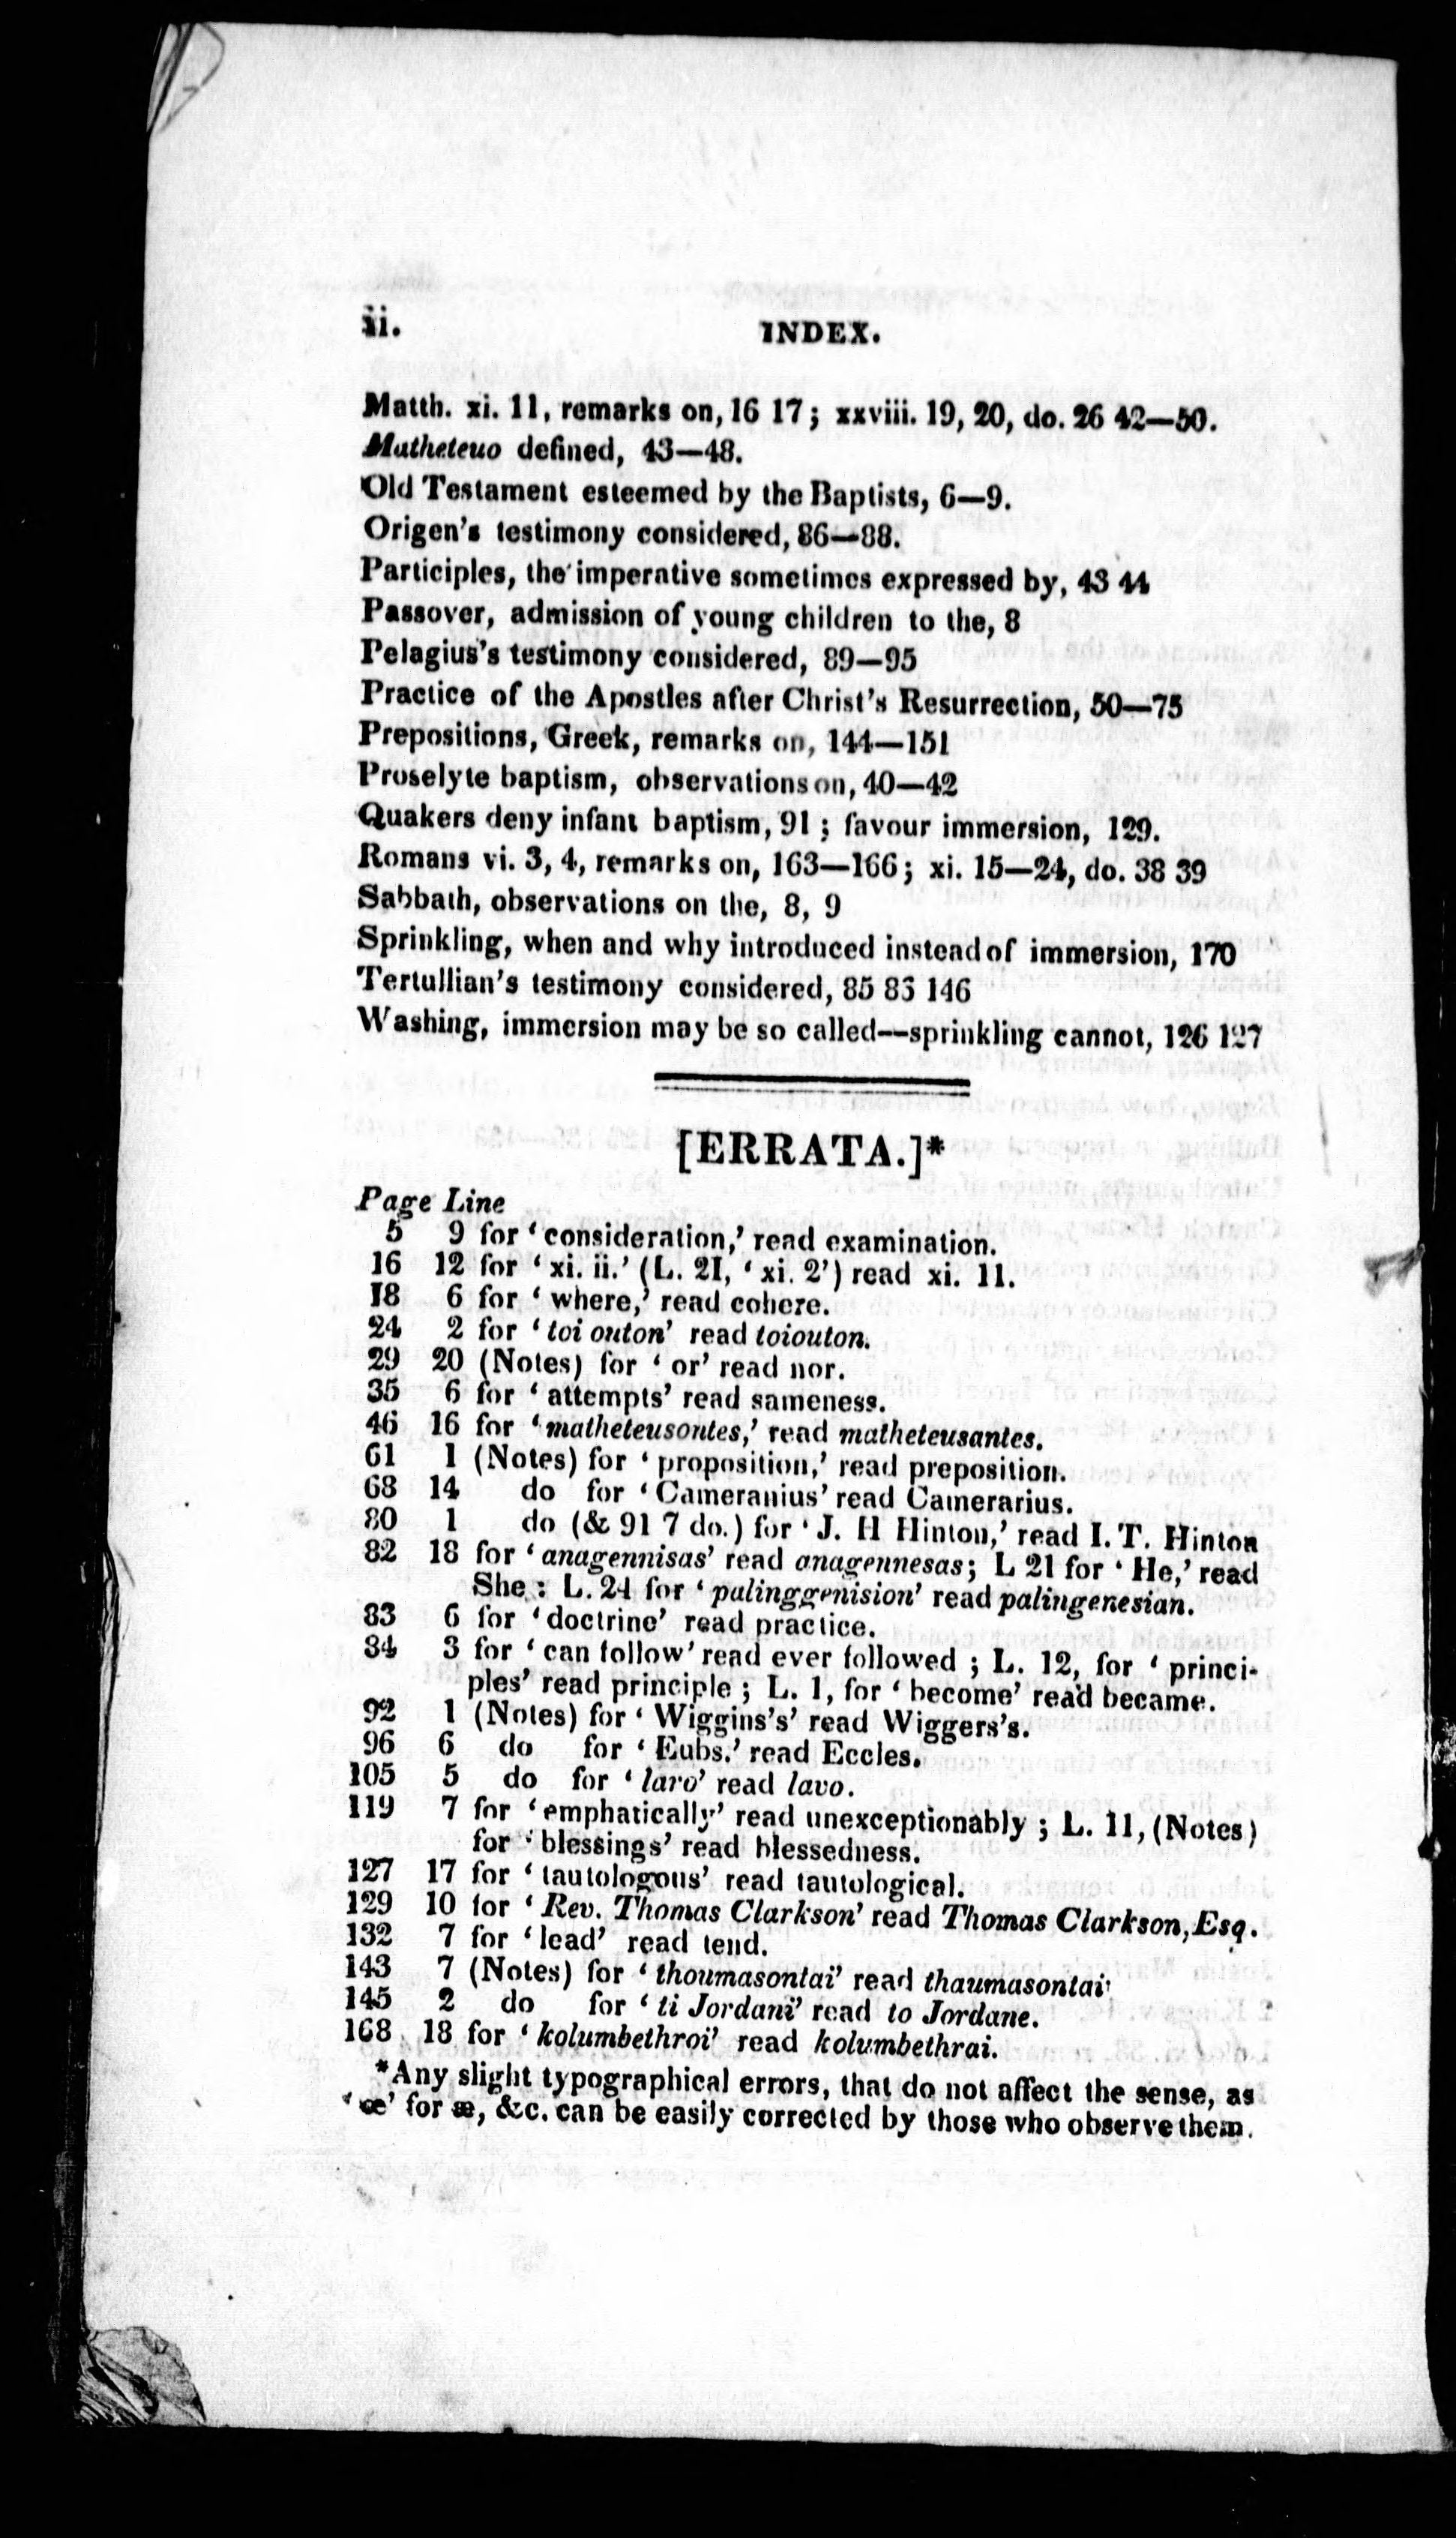 ii. INDEX.
Matth. xi. 11, remarks on, 16 17; xxviii. 19, 20, do. 26 42—50.
Matheteuo defined, 43—48.
Old Testament esteemed by the Baptists, 6—9.
Origen's testimony considered, 86—88.
Participles, the imperative sometimes expressed by, 43 44
Passover, admission of young children to the, 8
Pelagius's testimony considered, 89—95
Practice of the Apostles after Christ's Resurrection, 50—75
Prepositions, Greek, remarks on, 144—151
Proselyte baptism, observations on, 40—42
Quakers deny infant baptism, 91; favour immersion, 129.
Romans vi. 3, 4, remarks on, 163—166; xi. 15—24, do. 38 39
Sabbath, observations on the, 8, 9
Sprinkling, when and why introduced instead of immersion, 170
Tertullian's testimony considered, 85 86 146
Washing, immersion may be so called—sprinkling cannot, 126 127
[ERRATA.]*
Page Line
5 9 for 'consideration,' read examination.
16 12 for 'xi. ii.' (L. 21, 'xi. 2') read xi. 11.
18 6 for 'where,' read cohere.
24 2 for 'toi outon' read toiouton.
29 20 (Notes) for 'or' read nor.
35 6 for 'attempts' read sameness.
46 16 for 'matheteusontes,' read matheteusantes.
61 1 (Notes) for 'proposition,' read preposition.
68 14 do for 'Cameranius' read Camerarius.
80 1 do (& 91 7 do.) for 'J. H Hinton,' read I. T. Hinton
82 18 for 'anagennisas' read anagennesas; L 21 for 'He,' read
She: L. 24 for 'palinggenision' read palingenesian.
83 6 for 'doctrine' read practice.
84 3 for 'can follow' read ever followed; L. 12, for 'princi-
ples' read principle; L. 1, for 'become' read became.
92 1 (Notes) for 'Wiggins's' read Wiggers's.
96 6 do for 'Eubs.' read Eccles.
105 5 do for 'laro' read lavo.
119 7 for 'emphatically' read unexceptionably; L. 11, (Notes)
for 'blessings' read blessedness.
127 17 for 'tautologous' read tautological.
129 10 for 'Rev. Thomas Clarkson' read Thomas Clarkson, Esq.
132 7 for 'lead' read tend.
143 7 (Notes) for 'thoumasontai' read thaumasontai
145 2 do for 'ti Jordani' read to Jordane.
168 18 for 'kolumbethroi' read kolumbethrai.
*Any slight typographical errors, that do not affect the sense, as
'œ' for æ, &c. can be easily corrected by those who observe them.